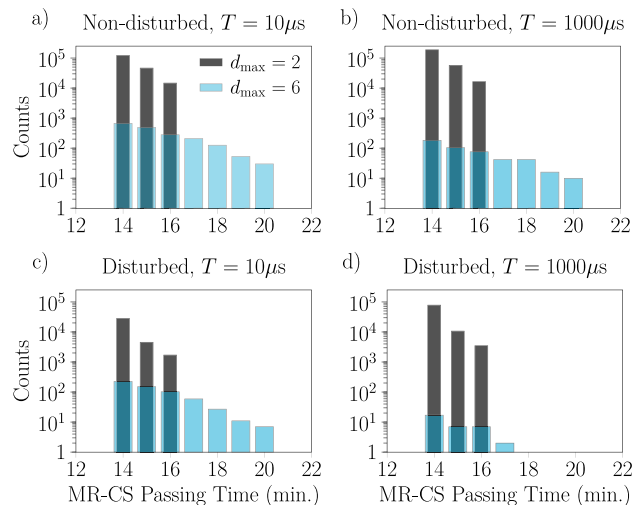 a) Non-disturbed, T = 10μs
b) Non-disturbed, T = 1000μs
Counts
10^5
10^4
10^3
10^2
10^1
1
d_max = 2
d_max = 6
12 14 16 18 20 22
10^5
10^4
10^3
10^2
10^1
1
12 14 16 18 20 22
c) Disturbed, T = 10μs
d) Disturbed, T = 1000μs
Counts
10^5
10^4
10^3
10^2
10^1
1
12 14 16 18 20 22
MR-CS Passing Time (min.)
10^5
10^4
10^3
10^2
10^1
1
12 14 16 18 20 22
MR-CS Passing Time (min.)